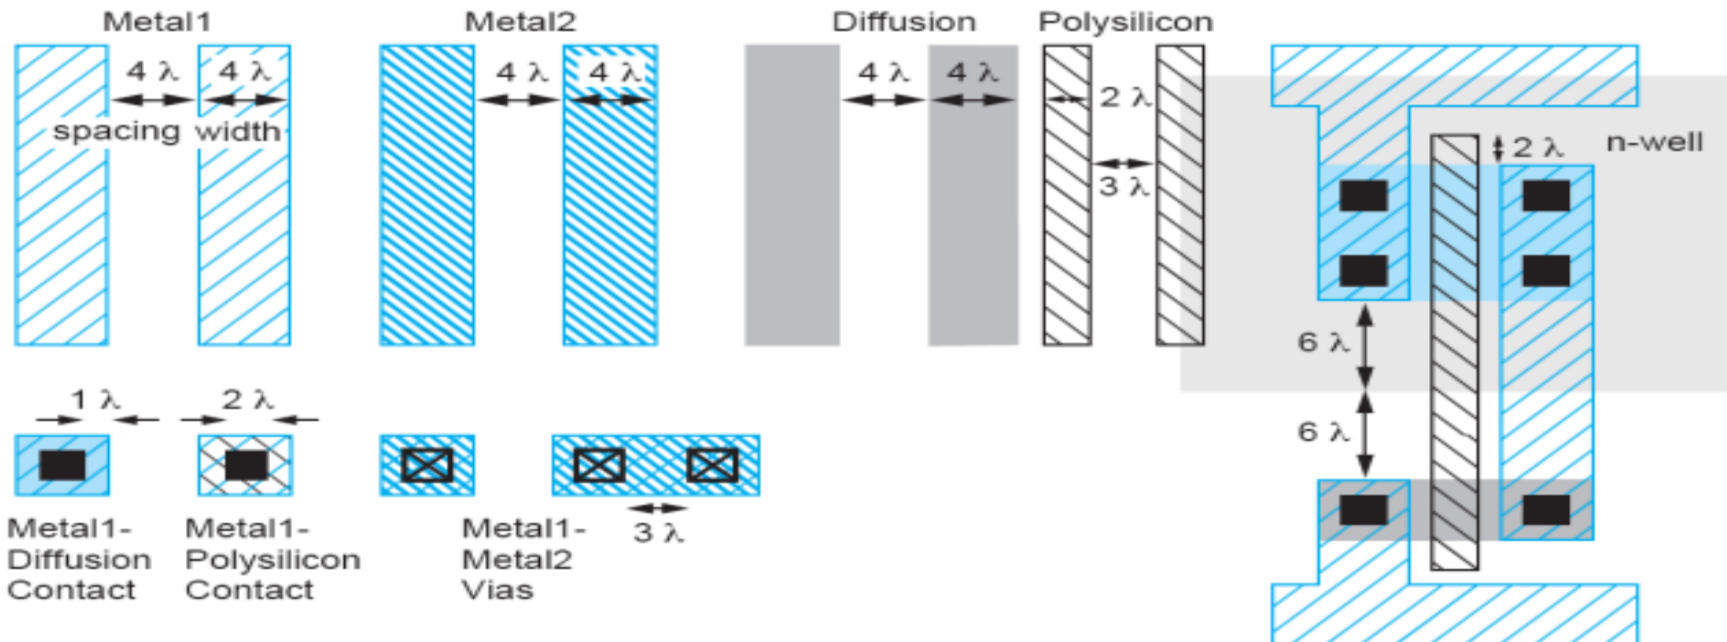 Metal1
Metal2
Diffusion
Polysilicon
4 λ
4 λ
4 λ
4 λ
4 λ
4 λ
2 λ
spacing width
3 λ
2 λ
n-well
6 λ
6 λ
1 λ
2 λ
3 λ
Metal1-
Diffusion
Contact
Metal1-
Polysilicon
Contact
Metal1-
Metal2
Vias